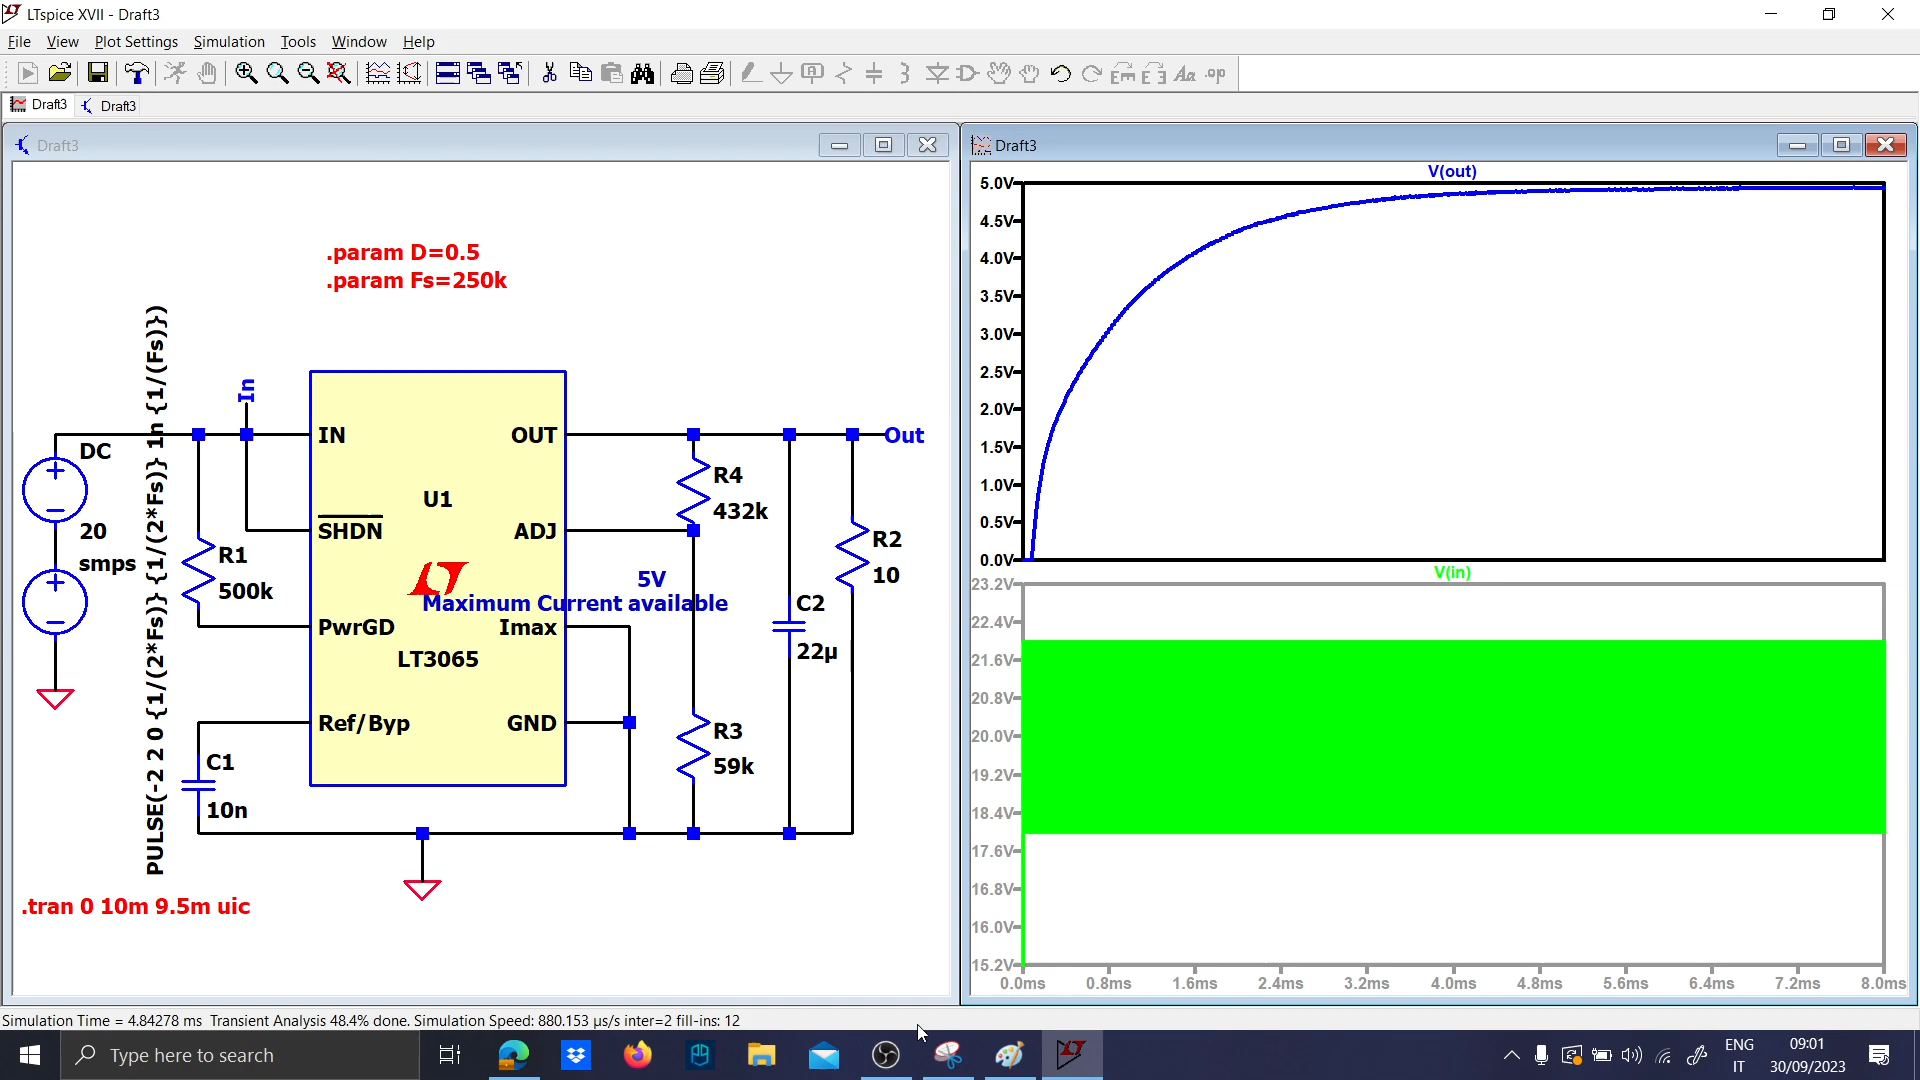 LTspice XVII - Draft3
File View Plot Settings Simulation Tools Window Help
Draft3 Draft3
Draft3
.param D=0.5
.param Fs=250k
PULSE(-2 2 0 {1/(2*Fs)} {1/(2*Fs)} 1n {1/(Fs)})
In
DC
20
smps
R1
500k
C1
10n
IN
OUT
U1
SHDN
ADJ
PwrGD
Imax
LT3065
Ref/Byp
GND
5V
Maximum Current available
R4
432k
Out
R2
10
C2
22µ
R3
59k
.tran 0 10m 9.5m uic
Draft3
V(out)
5.0V
4.5V
4.0V
3.5V
3.0V
2.5V
2.0V
1.5V
1.0V
0.5V
0.0V
V(in)
23.2V
22.4V
21.6V
20.8V
20.0V
19.2V
18.4V
17.6V
16.8V
16.0V
15.2V
0.0ms 0.8ms 1.6ms 2.4ms 3.2ms 4.0ms 4.8ms 5.6ms 6.4ms 7.2ms 8.0ms
Simulation Time = 4.84278 ms Transient Analysis 48.4% done. Simulation Speed: 880.153 µs/s inter=2 fill-ins: 12
Type here to search
ENG
IT
09:01
30/09/2023